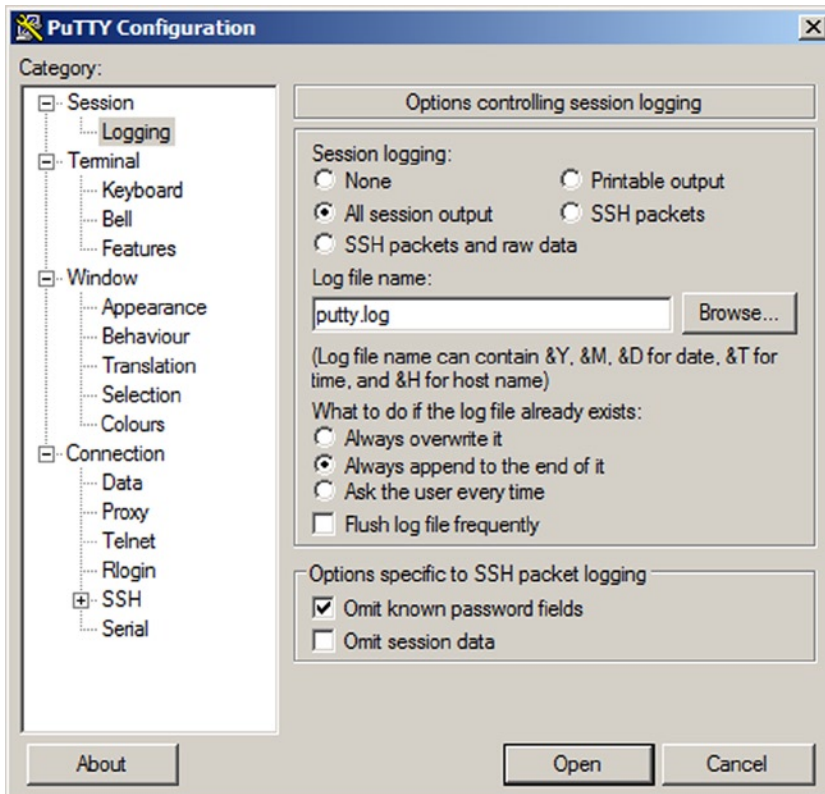 PuTTY Configuration
Category:
Session
Logging
Terminal
Keyboard
Bell
Features
Window
Appearance
Behaviour
Translation
Selection
Colours
Connection
Data
Proxy
Telnet
Rlogin
SSH
Serial
Options controlling session logging
Session logging:
None Printable output
All session output SSH packets
SSH packets and raw data
Log file name:
putty.log Browse...
(Log file name can contain &Y, &M, &D for date, &T for
time, and &H for host name)
What to do if the log file already exists:
Always overwrite it
Always append to the end of it
Ask the user every time
Flush log file frequently
Options specific to SSH packet logging
Omit known password fields
Omit session data
About Open Cancel